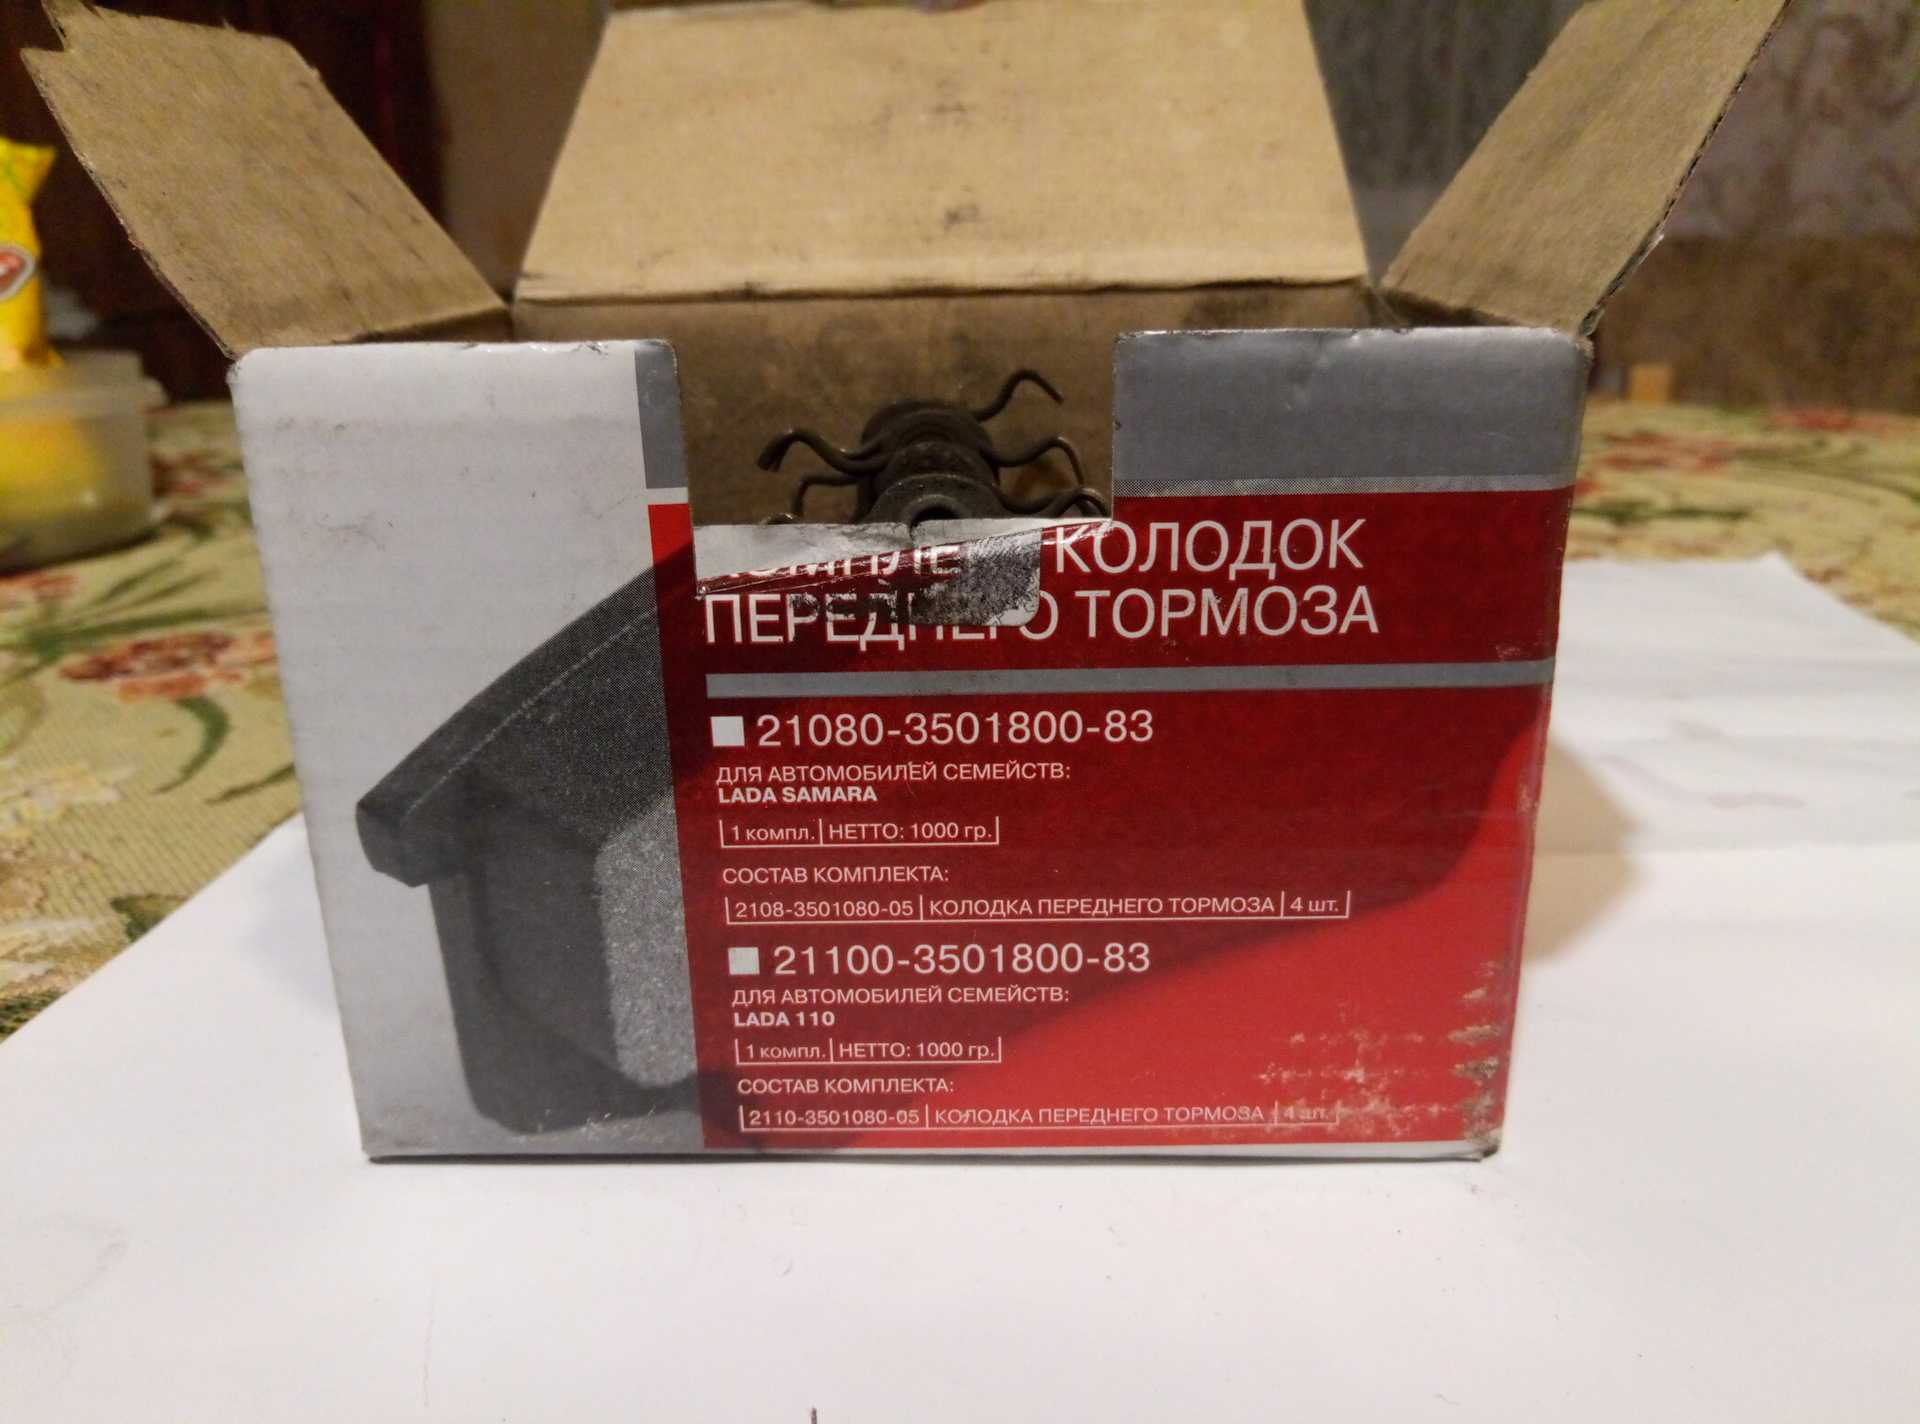 КОЛОДОК
ПЕРЕДНЕГО ТОРМОЗА
21080-3501800-83
ДЛЯ АВТОМОБИЛЕЙ СЕМЕЙСТВ:
LADA SAMARA
1 компл. НЕТТО: 1000 гр.
СОСТАВ КОМПЛЕКТА:
2108-3501080-05 КОЛОДКА ПЕРЕДНЕГО ТОРМОЗА 4 шт.
21100-3501800-83
ДЛЯ АВТОМОБИЛЕЙ СЕМЕЙСТВ:
LADA 110
1 компл. НЕТТО: 1000 гр.
СОСТАВ КОМПЛЕКТА:
2110-3501080-05 КОЛОДКА ПЕРЕДНЕГО ТОРМОЗА 4 шт.